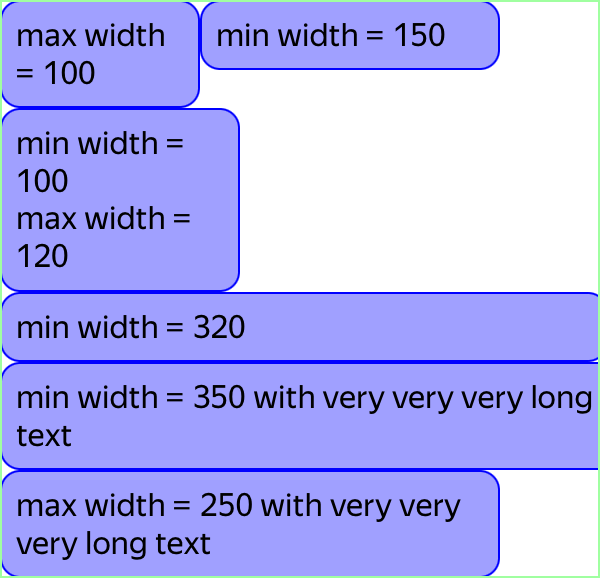 max width
= 100
min width = 150
min width =
100
max width =
120
min width = 320
min width = 350 with very very very long
text
max width = 250 with very very
very long text